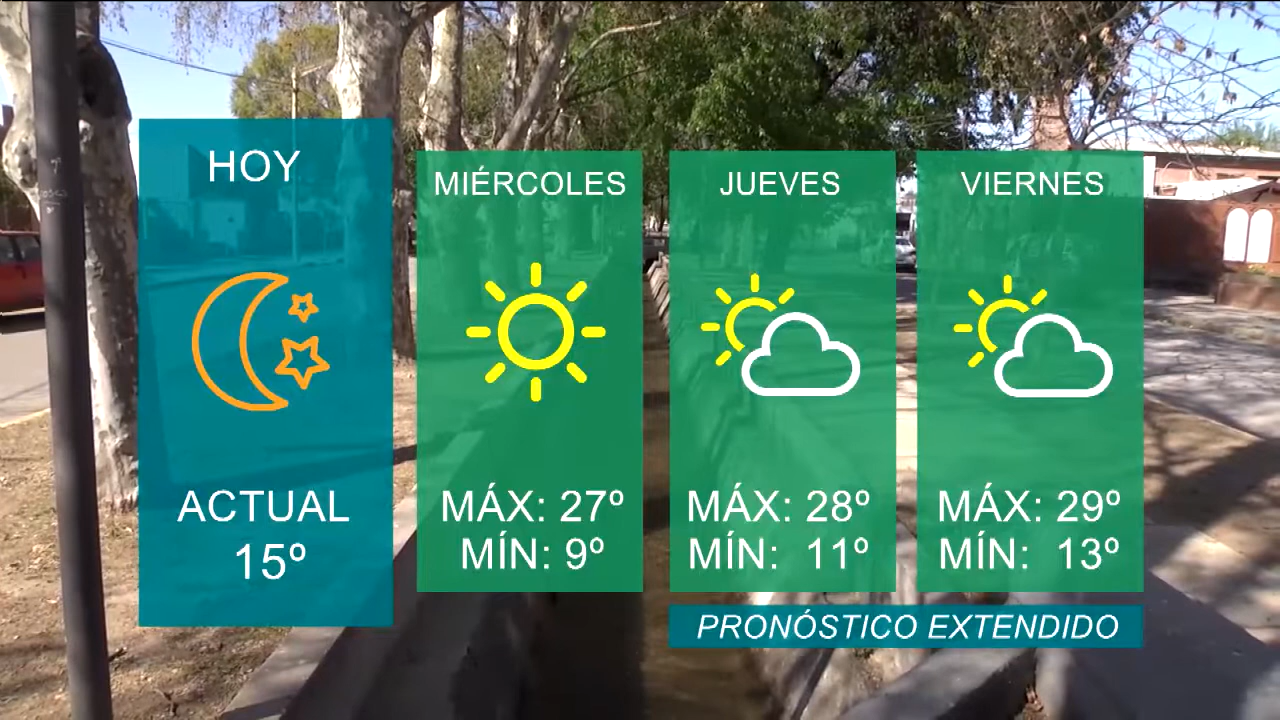 HOY
ACTUAL
15º
MIÉRCOLES
MÁX: 27º
MÍN: 9º
JUEVES
MÁX: 28º
MÍN: 11º
VIERNES
MÁX: 29º
MÍN: 13º
PRONÓSTICO EXTENDIDO